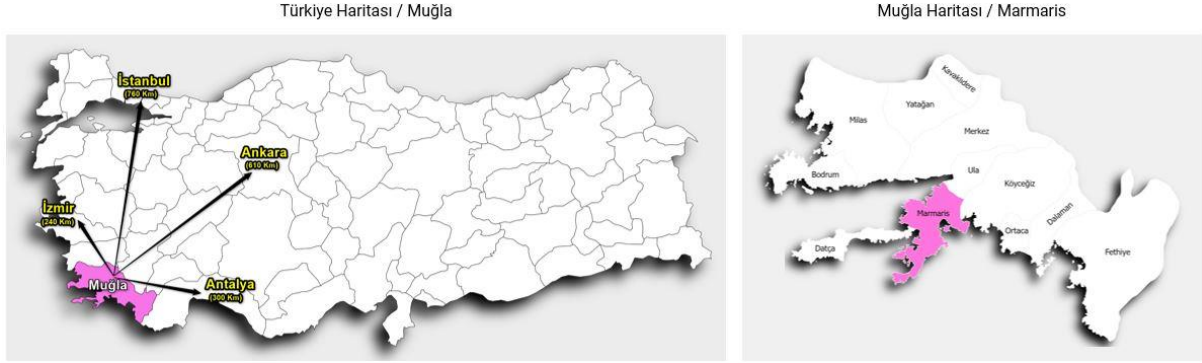 Türkiye Haritası / Muğla
İstanbul
(760 Km)
Ankara
(610 Km)
İzmir
(240 Km)
Muğla
Antalya
(300 Km)
Muğla Haritası / Marmaris
Kavaklıdere
Yatağan
Milas
Merkez
Bodrum
Ula
Köyceğiz
Marmaris
Dalaman
Ortaca
Datça
Fethiye